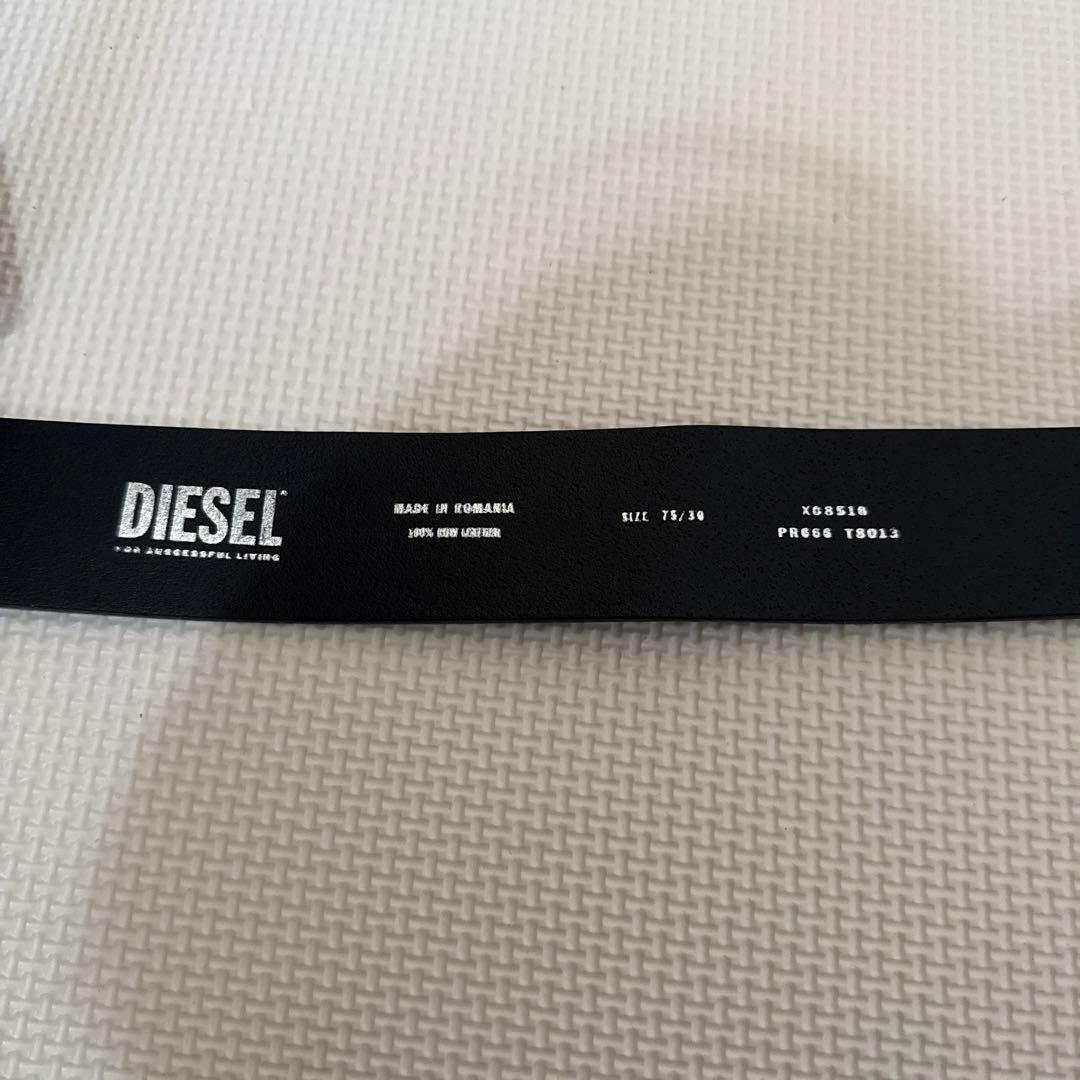 DIESEL
FOR SUCCESSFUL LIVING
MADE IN ROMANIA
100% COW LEATHER
SIZE 75/30
X08510
PR666 T8013